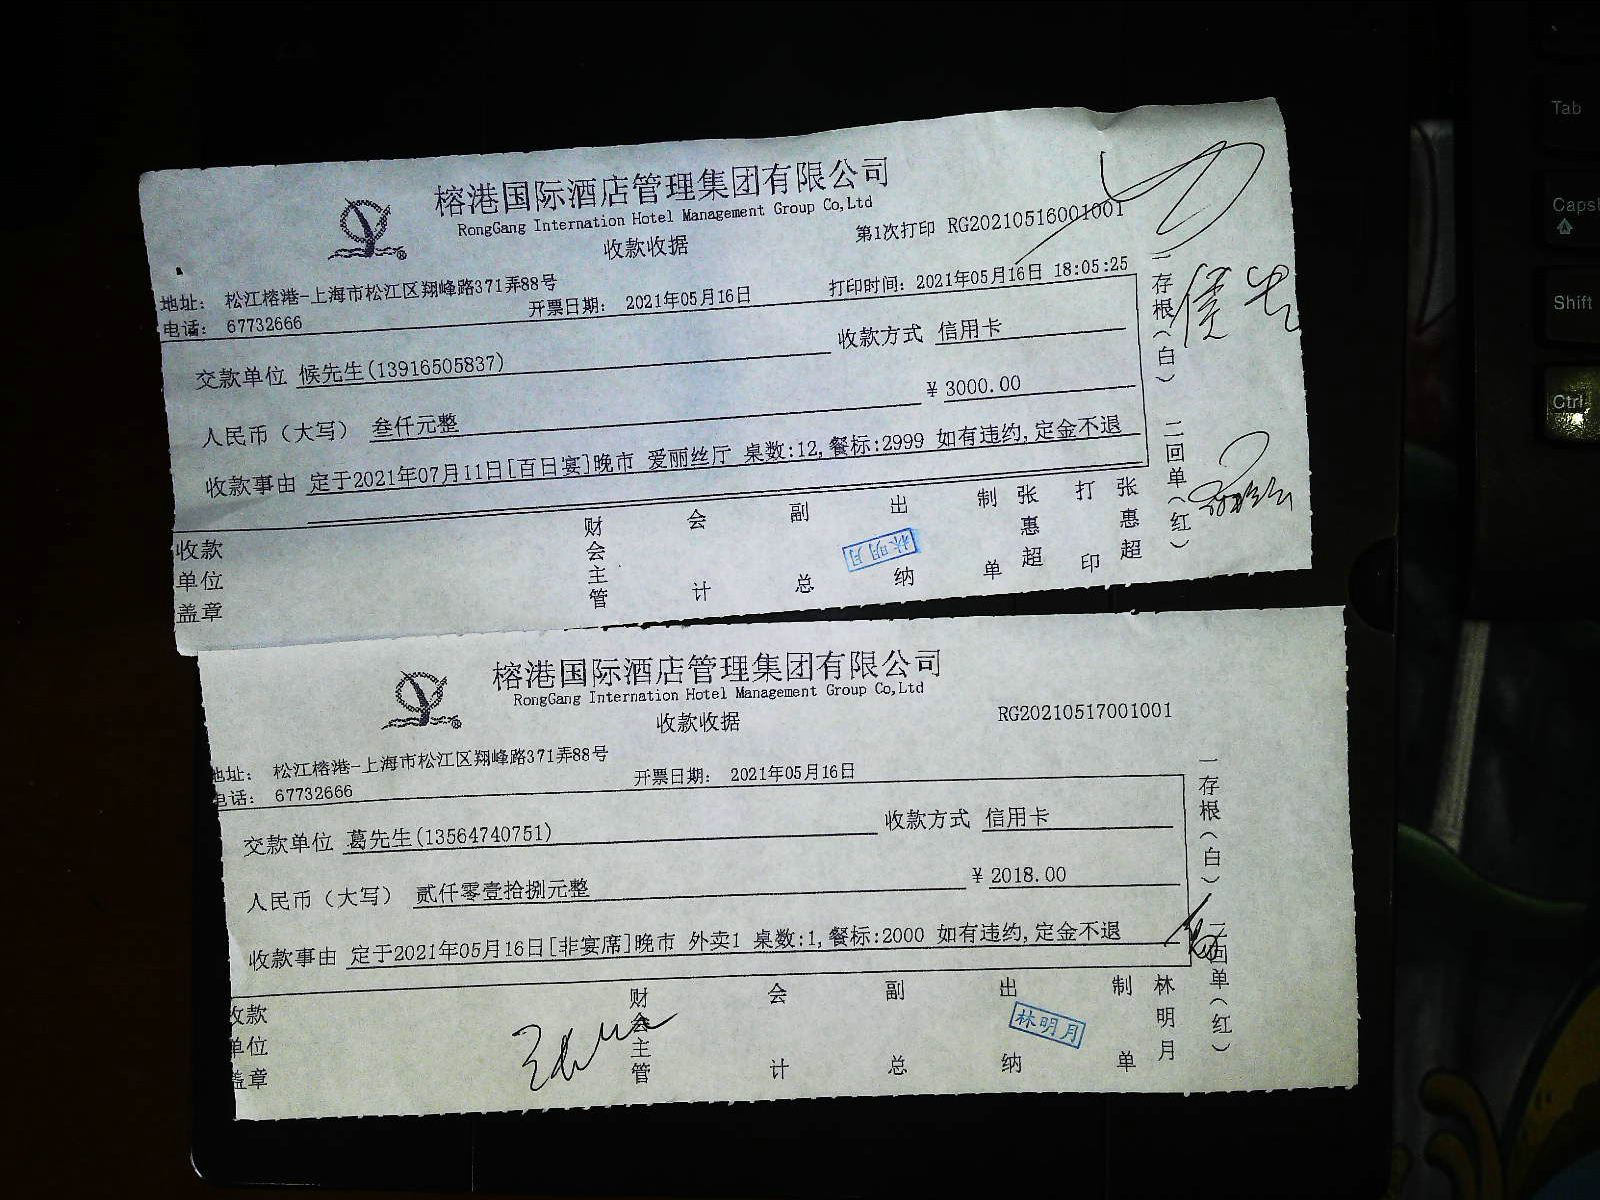 榕港国际酒店管理集团有限公司
RongGang Internation Hotel Management Group Co,Ltd
收款收据
第1次打印 RG20210516001001
地址： 松江榕港-上海市松江区翔峰路371弄88号
电话： 67732666
开票日期： 2021年05月16日
打印时间：2021年05月16日 18:05:25
交款单位 候先生(13916505837)
收款方式 信用卡
人民币（大写） 叁仟元整
￥3000.00
收款事由 定于2021年07月11日[百日宴]晚市 爱丽丝厅 桌数:12,餐标:2999 如有违约,定金不退
收款单位盖章
财会主管
会计
副总
出纳
林明月
制单
张惠超
打印
张惠超
一存根（白）
二回单（红）
榕港国际酒店管理集团有限公司
RongGang Internation Hotel Management Group Co,Ltd
收款收据
RG20210517001001
地址： 松江榕港-上海市松江区翔峰路371弄88号
电话： 67732666
开票日期： 2021年05月16日
交款单位 葛先生(13564740751)
收款方式 信用卡
人民币（大写） 贰仟零壹拾捌元整
￥2018.00
收款事由 定于2021年05月16日[非宴席]晚市 外卖1 桌数:1,餐标:2000 如有违约,定金不退
收款单位盖章
财会主管
会计
副总
出纳
林明月
制单
林明月
一存根（白）
二回单（红）